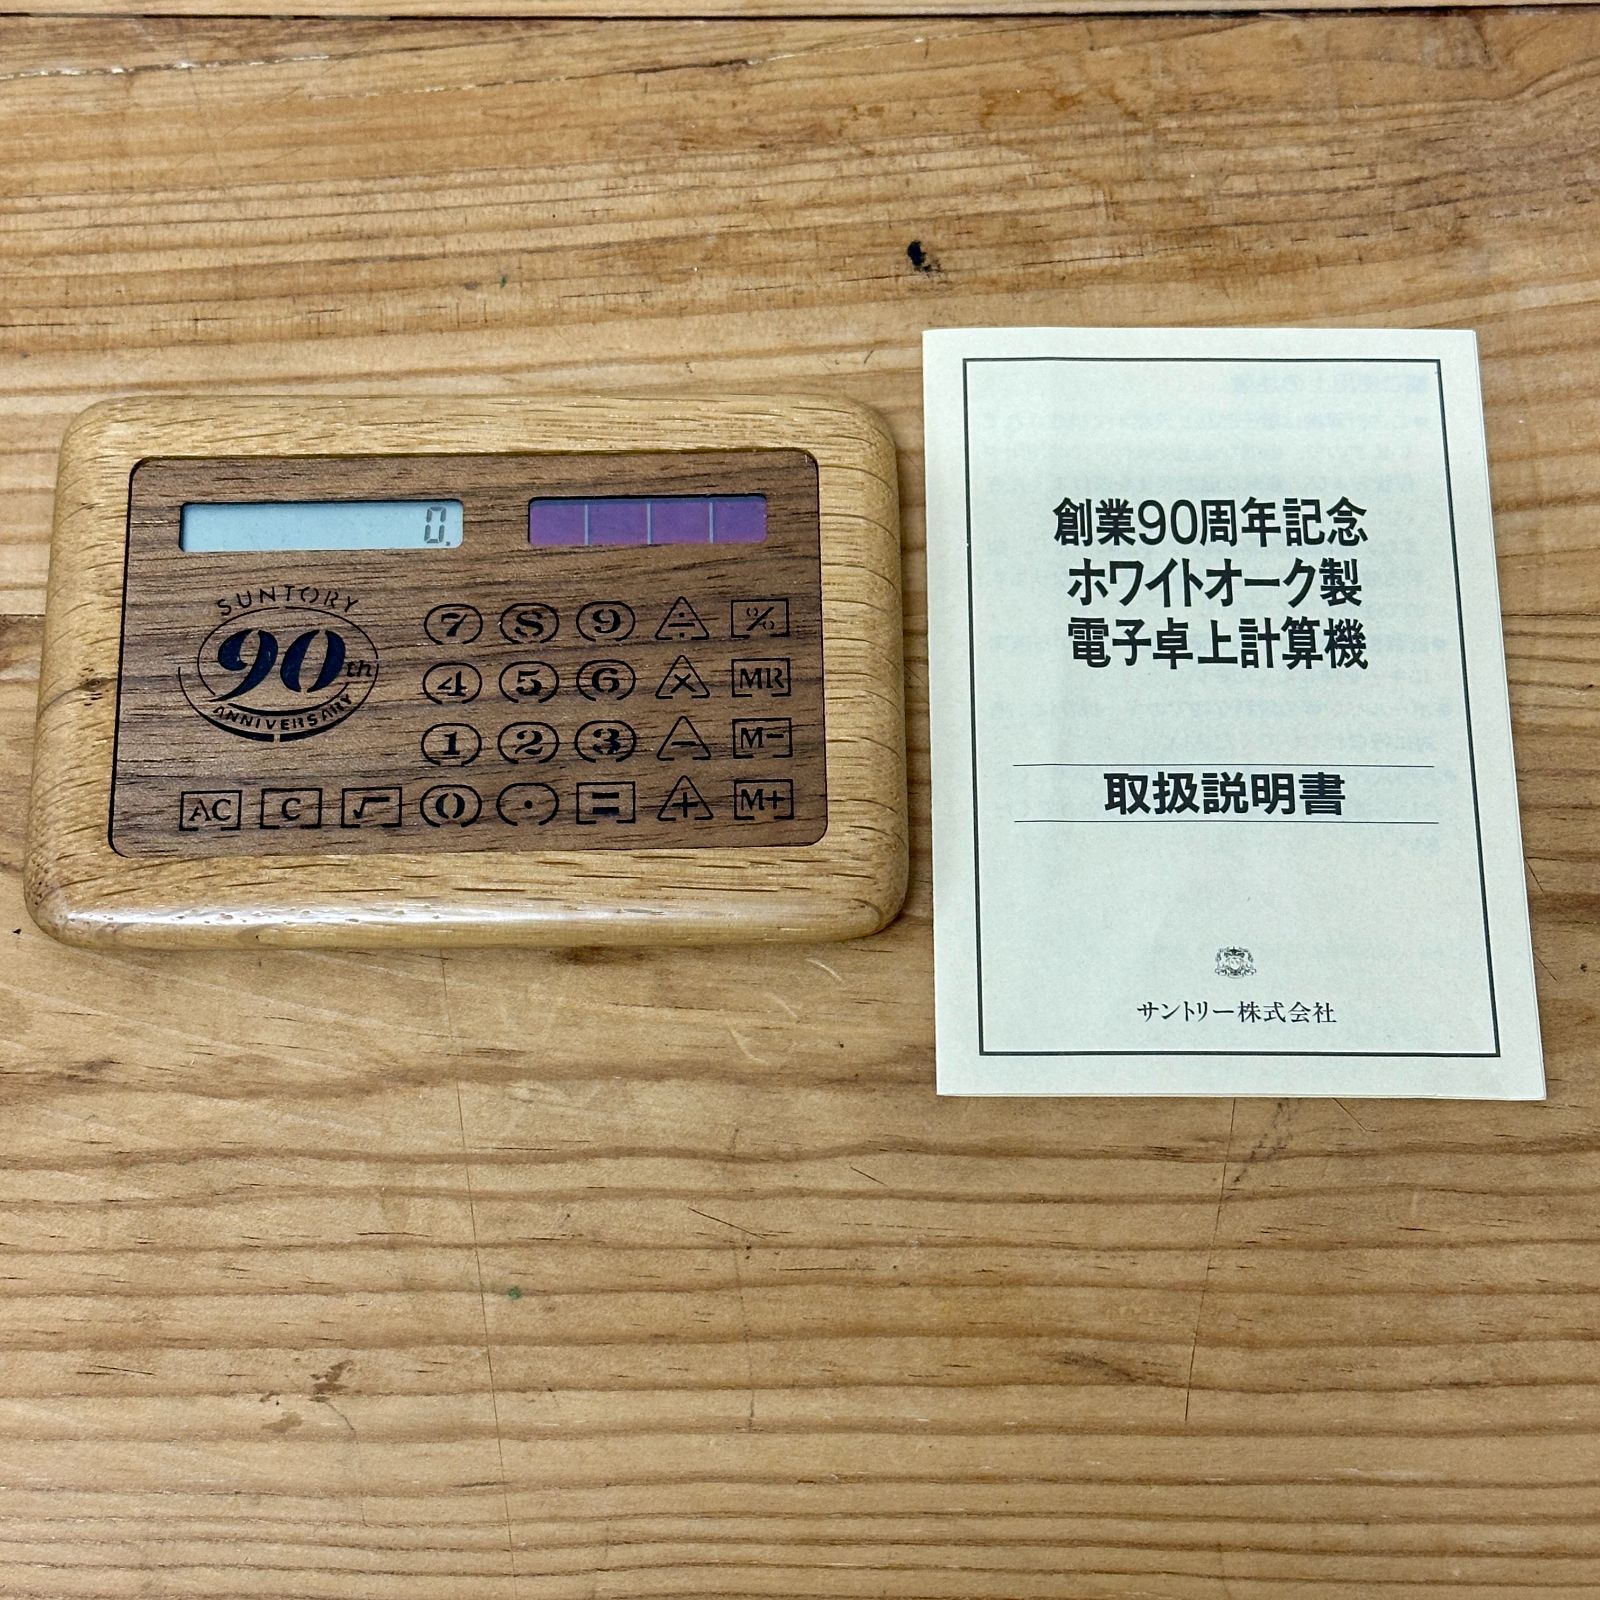 0.
SUNTORY
90th
ANNIVERSARY
7 8 9 ÷ %
4 5 6 × MR
1 2 3 − M−
AC C √ 0 · = + M+
創業90周年記念
ホワイトオーク製
電子卓上計算機
取扱説明書
サントリー株式会社